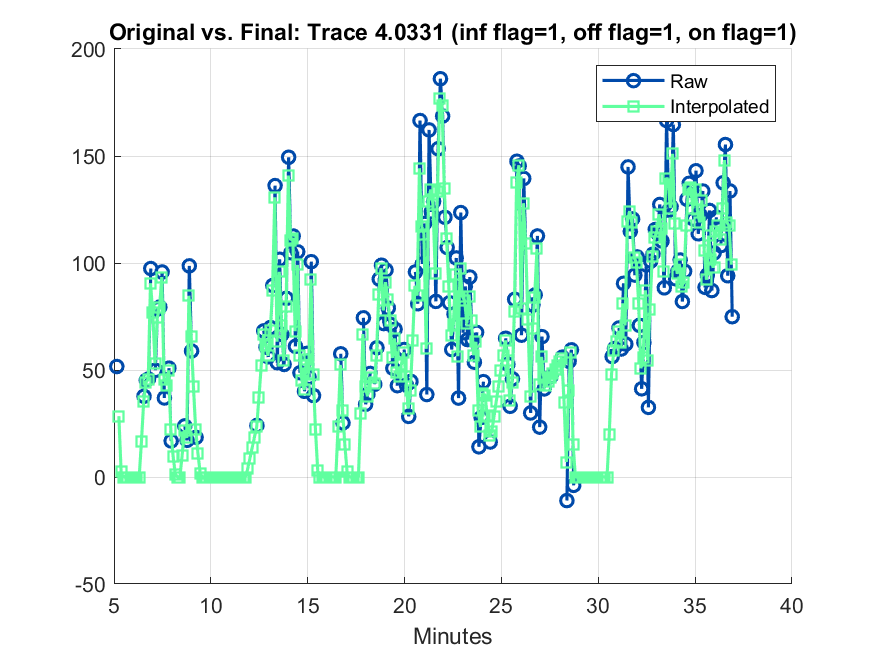 Original vs. Final: Trace 4.0331 (inf flag=1, off flag=1, on flag=1)
200
Raw
Interpolated
150
100
50
0
-50
5 10 15 20 25 30 35 40
Minutes